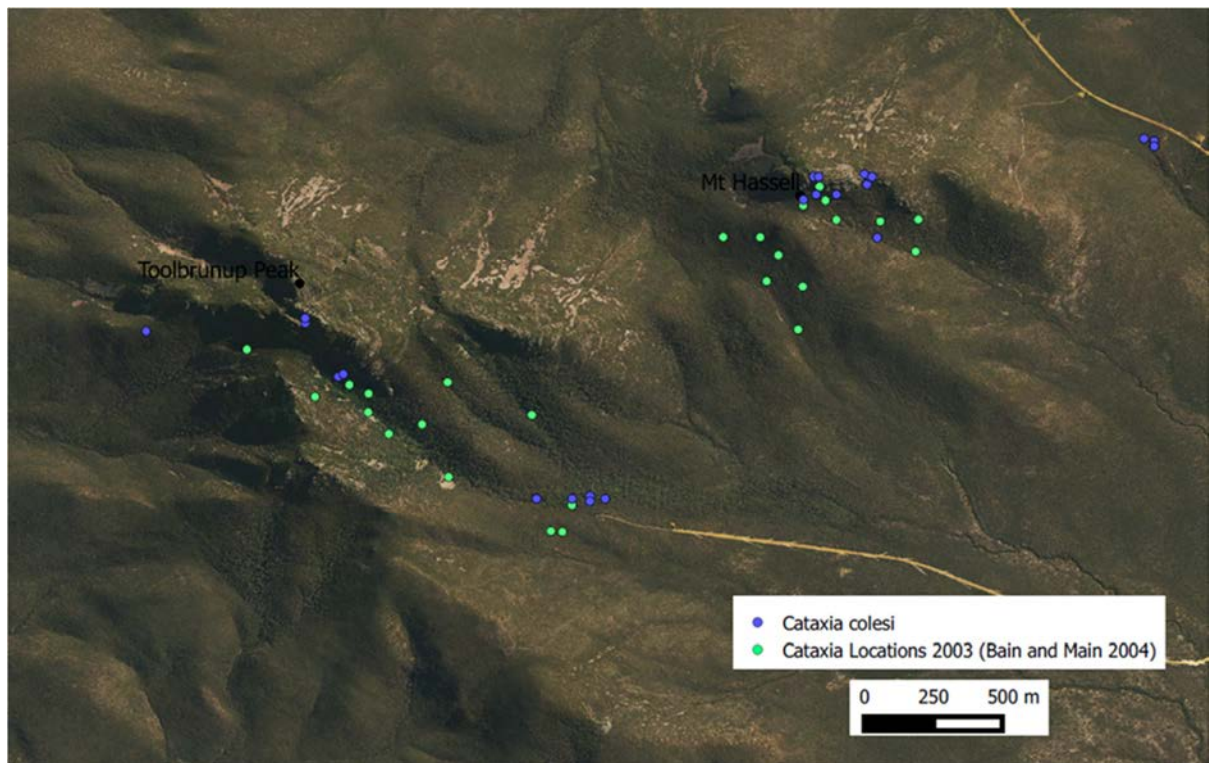 Mt Hassell
Toolbrunup Peak
Cataxia colesi
Cataxia Locations 2003 (Bain and Main 2004)
0 250 500 m